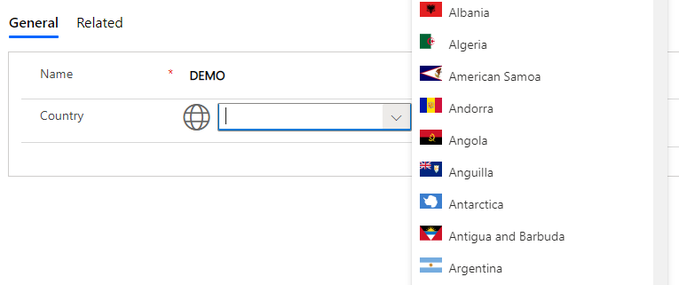 General Related
Name * DEMO
Country
Albania
Algeria
American Samoa
Andorra
Angola
Anguilla
Antarctica
Antigua and Barbuda
Argentina